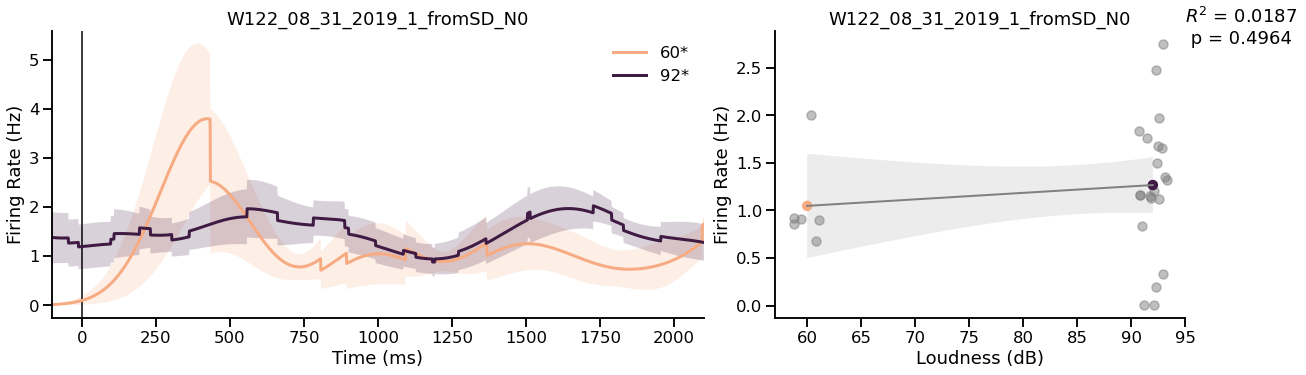 W122_08_31_2019_1_fromSD_N0
60*
92*
Firing Rate (Hz)
5
4
3
2
1
0
0 250 500 750 1000 1250 1500 1750 2000
Time (ms)
W122_08_31_2019_1_fromSD_N0
R² = 0.0187
p = 0.4964
Firing Rate (Hz)
2.5
2.0
1.5
1.0
0.5
0.0
60 65 70 75 80 85 90 95
Loudness (dB)